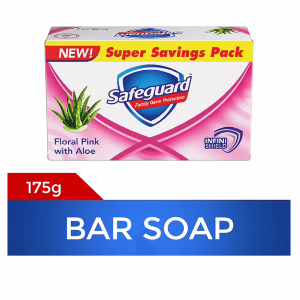 NEW! Super Savings Pack
Safeguard
Family Germ Protection
Floral Pink
with Aloe
INFINI
SHIELD
175g
BAR SOAP